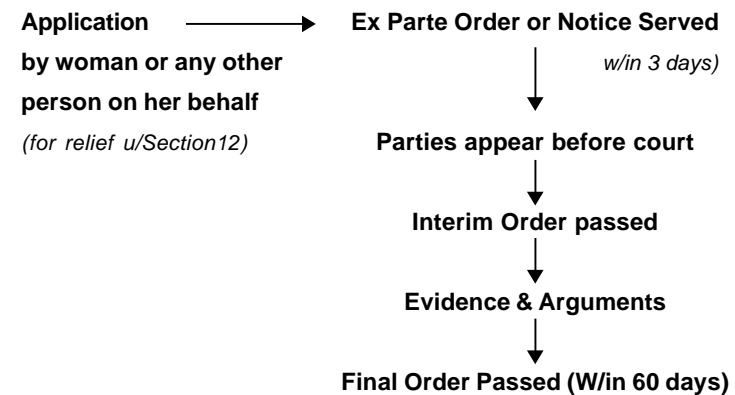 Application
by woman or any other
person on her behalf
(for relief u/Section12)
Ex Parte Order or Notice Served
w/in 3 days)
Parties appear before court
Interim Order passed
Evidence & Arguments
Final Order Passed (W/in 60 days)